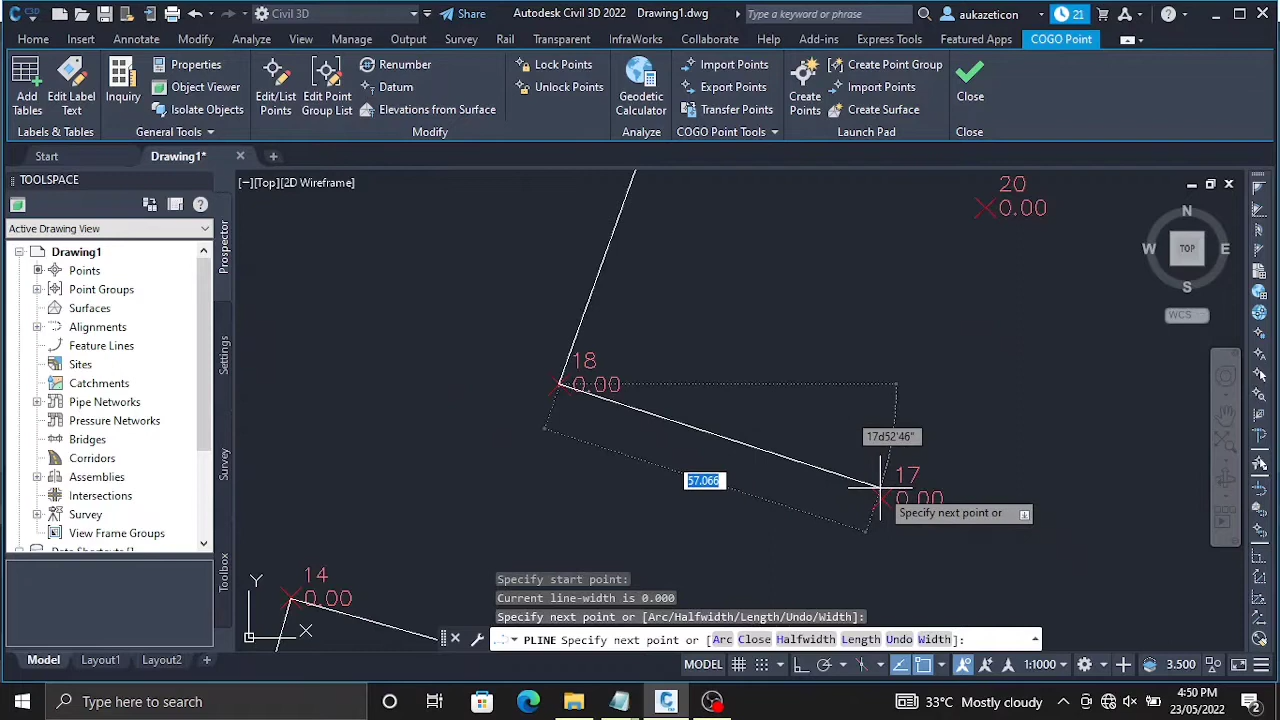 Civil 3D
Share
Autodesk Civil 3D 2022 Drawing1.dwg
Type a keyword or phrase
aukazeticon
21
Home Insert Annotate Modify Analyze View Manage Output Survey Rail Transparent InfraWorks Collaborate Help Add-ins Express Tools Featured Apps COGO Point
Add Tables
Edit Label Text
Labels & Tables
Inquiry
Properties
Object Viewer
Isolate Objects
General Tools
Edit/List Points
Edit Point Group List
Renumber
Datum
Elevations from Surface
Lock Points
Unlock Points
Modify
Geodetic Calculator
Analyze
Import Points
Export Points
Transfer Points
COGO Point Tools
Create Points
Create Point Group
Import Points
Create Surface
Launch Pad
Close
Close
Start
Drawing1*
TOOLSPACE
Active Drawing View
Drawing1
Points
Point Groups
Surfaces
Alignments
Feature Lines
Sites
Catchments
Pipe Networks
Pressure Networks
Bridges
Corridors
Assemblies
Intersections
Survey
View Frame Groups
Data Shortcuts []
Prospector
Settings
Survey
Toolbox
[−][Top][2D Wireframe]
20
0.00
N
W TOP E
S
WCS
18
0.00
17d52'46"
57.066
17
0.00
Specify next point or
14
0.00
Y
X
Specify start point:
Current line-width is 0.000
Specify next point or [Arc/Halfwidth/Length/Undo/Width]:
PLINE Specify next point or [Arc Close Halfwidth Length Undo Width]:
Model Layout1 Layout2
MODEL
1:1000
3.500
Type here to search
33°C Mostly cloudy
4:50 PM
23/05/2022
2